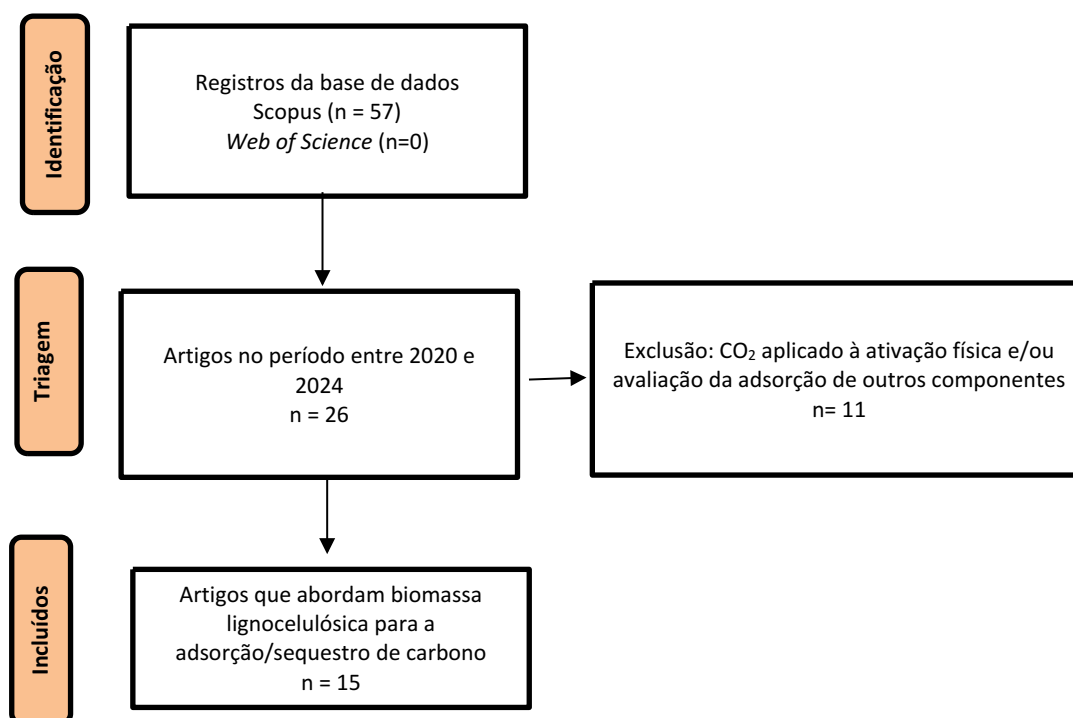 Identificação
Registros da base de dados
Scopus (n = 57)
Web of Science (n=0)
Triagem
Artigos no período entre 2020 e
2024
n = 26
Exclusão: CO₂ aplicado à ativação física e/ou
avaliação da adsorção de outros componentes
n= 11
Incluídos
Artigos que abordam biomassa
lignocelulósica para a
adsorção/sequestro de carbono
n = 15